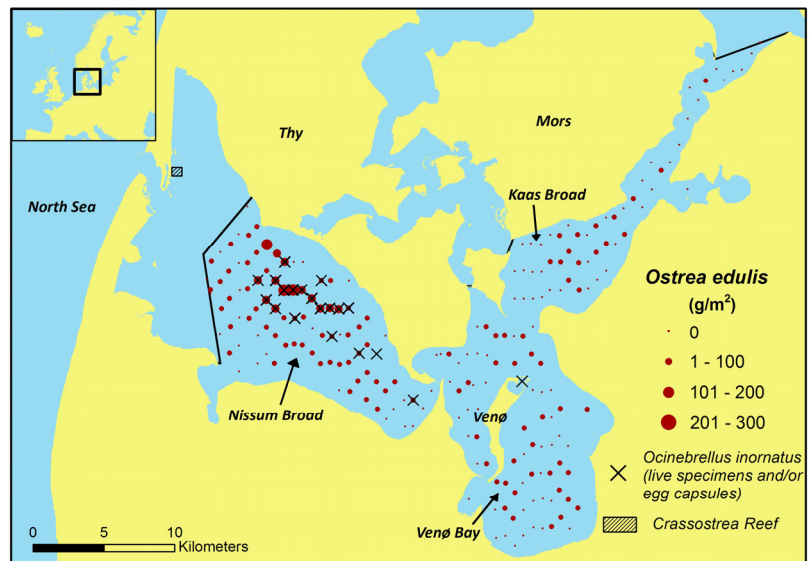 Thy
Mors
North Sea
Kaas Broad
Nissum Broad
Venø
Venø Bay
Ostrea edulis
(g/m²)
0
1 - 100
101 - 200
201 - 300
Ocinebrellus inornatus
(live specimens and/or
egg capsules)
Crassostrea Reef
0 5 10
Kilometers